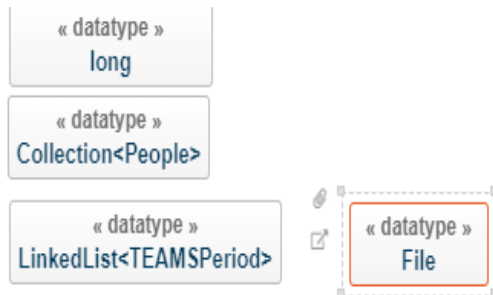 « datatype »
long
« datatype »
Collection<People>
« datatype »
LinkedList<TEAMSPeriod>
« datatype »
File